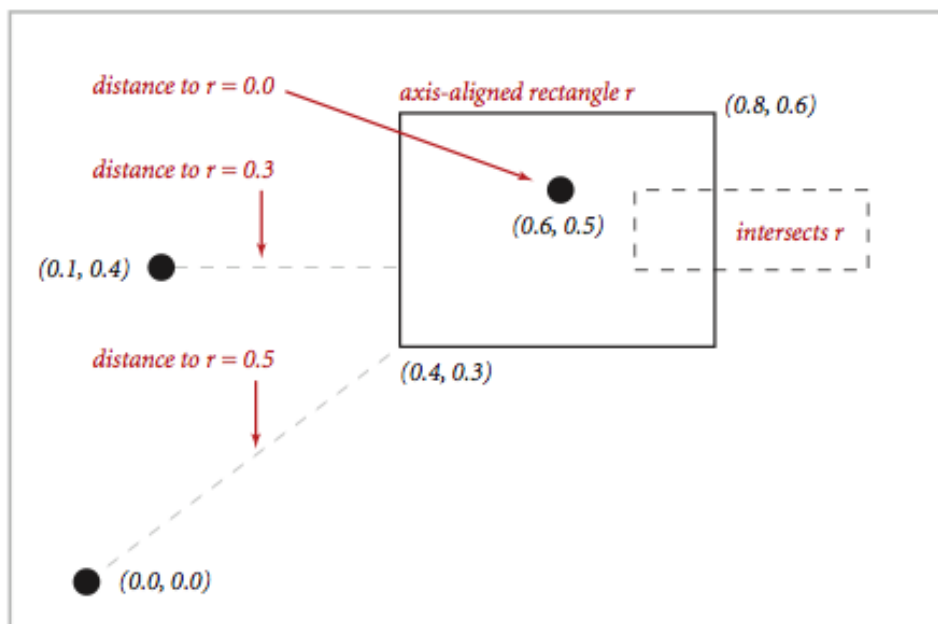 distance to r = 0.0
axis-aligned rectangle r
(0.8, 0.6)
distance to r = 0.3
(0.6, 0.5)
intersects r
(0.1, 0.4)
distance to r = 0.5
(0.4, 0.3)
(0.0, 0.0)